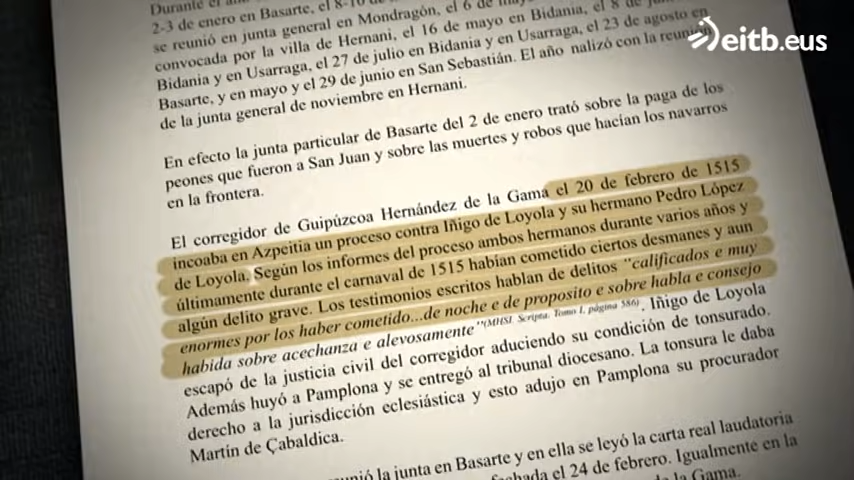 Durante el
2-3 de enero en Basarte, el 8-10
se reunió en junta general en Mondragón, el 6 de
convocada por la villa de Hernani, el 16 de mayo en Bidania, el 8 de
Bidania y en Usarraga, el 27 de julio en Bidania y en Usarraga, el 23 de agosto en
Basarte, y en mayo y el 29 de junio en San Sebastián. El año nalizó con la reunión
de la junta general de noviembre en Hernani.
eitb.eus
En efecto la junta particular de Basarte del 2 de enero trató sobre la paga de los
peones que fueron a San Juan y sobre las muertes y robos que hacían los navarros
en la frontera.
El corregidor de Guipúzcoa Hernández de la Gama el 20 de febrero de 1515
incoaba en Azpeitia un proceso contra Iñigo de Loyola y su hermano Pedro López
de Loyola. Según los informes del proceso ambos hermanos durante varios años y
últimamente durante el carnaval de 1515 habían cometido ciertos desmanes y aun
algún delito grave. Los testimonios escritos hablan de delitos "calificados e muy
enormes por los haber cometido...de noche e de proposito e sobre habla e consejo
habida sobre acechanza e alevosamente"(MHSI. Scripta. Tomo I, página 586). Iñigo de Loyola
escapó de la justicia civil del corregidor aduciendo su condición de tonsurado.
Además huyó a Pamplona y se entregó al tribunal diocesano. La tonsura le daba
derecho a la jurisdicción eclesiástica y esto adujo en Pamplona su procurador
Martín de Çabaldica.
la junta en Basarte y en ella se leyó la carta real laudatoria
el 24 de febrero. Igualmente en la
la Gama.